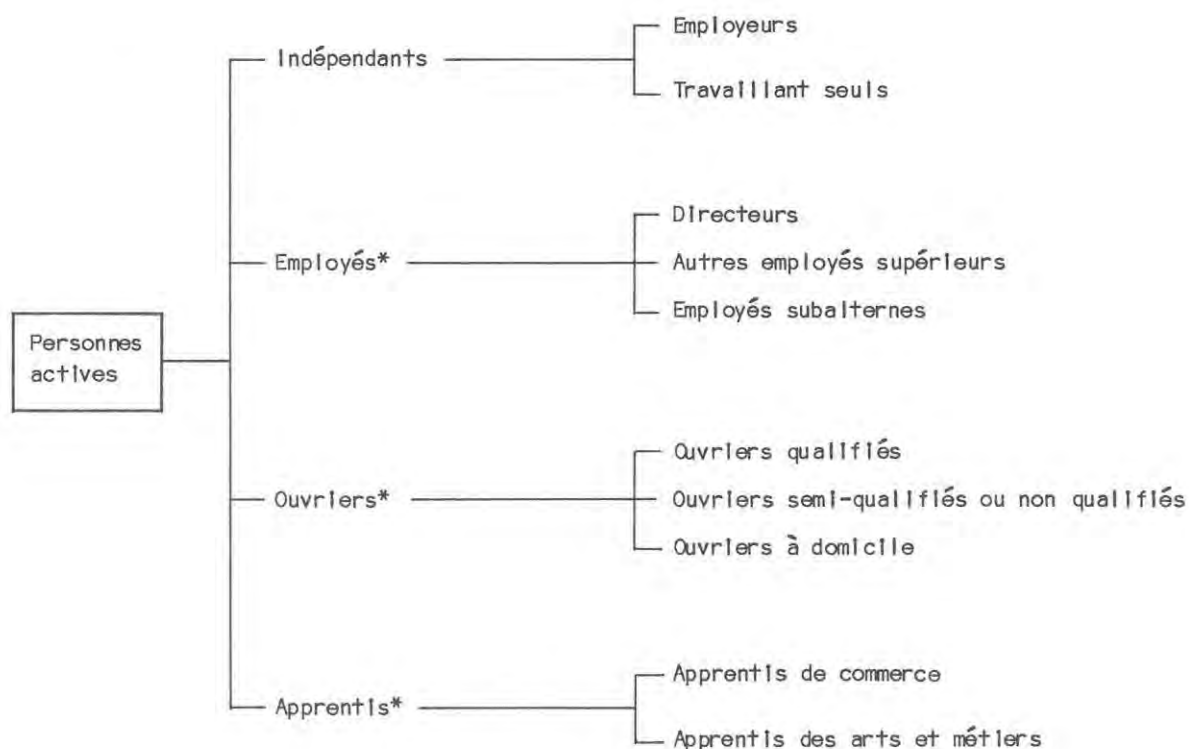 Personnes
actives
Indépendants
Employeurs
Travaillant seuls
Employés*
Directeurs
Autres employés supérieurs
Employés subalternes
Ouvriers*
Ouvriers qualifiés
Ouvriers semi-qualifiés ou non qualifiés
Ouvriers à domicile
Apprentis*
Apprentis de commerce
Apprentis des arts et métiers